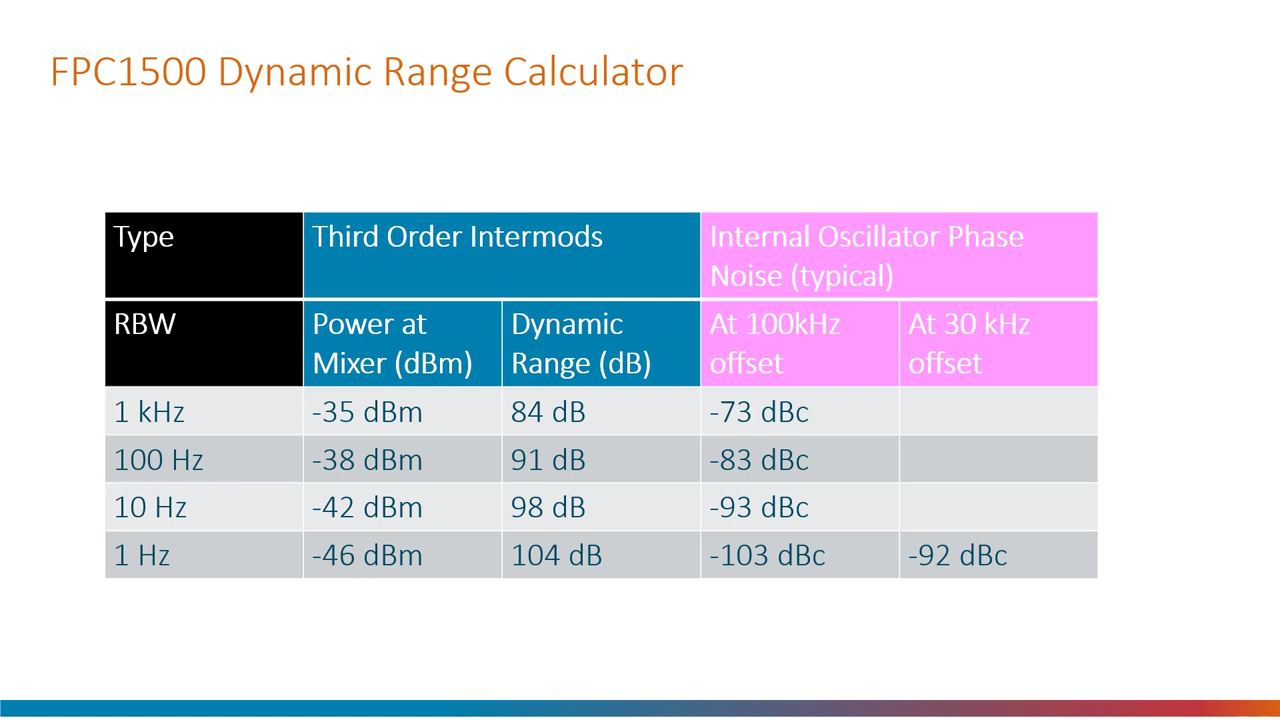 FPC1500 Dynamic Range Calculator
Type
Third Order Intermods
Internal Oscillator Phase
Noise (typical)
RBW
Power at
Mixer (dBm)
Dynamic
Range (dB)
At 100kHz
offset
At 30 kHz
offset
1 kHz
-35 dBm
84 dB
-73 dBc
100 Hz
-38 dBm
91 dB
-83 dBc
10 Hz
-42 dBm
98 dB
-93 dBc
1 Hz
-46 dBm
104 dB
-103 dBc
-92 dBc